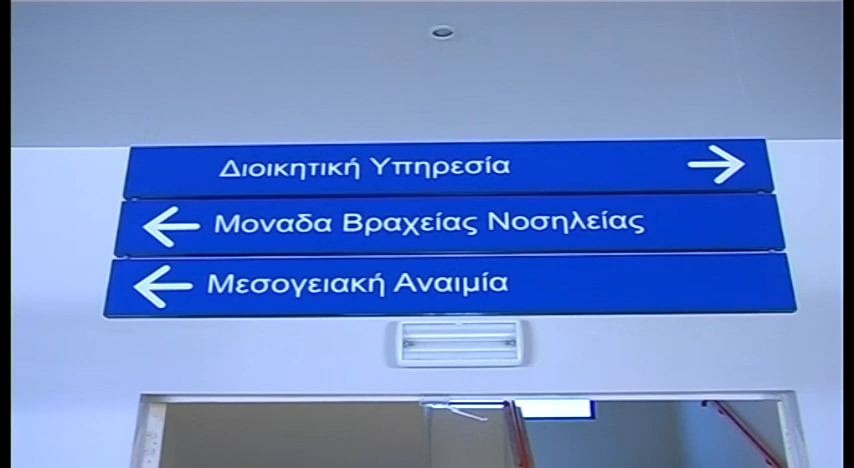 Διοικητική Υπηρεσία
Μοναδα Βραχείας Νοσηλείας
Μεσογειακή Αναιμία